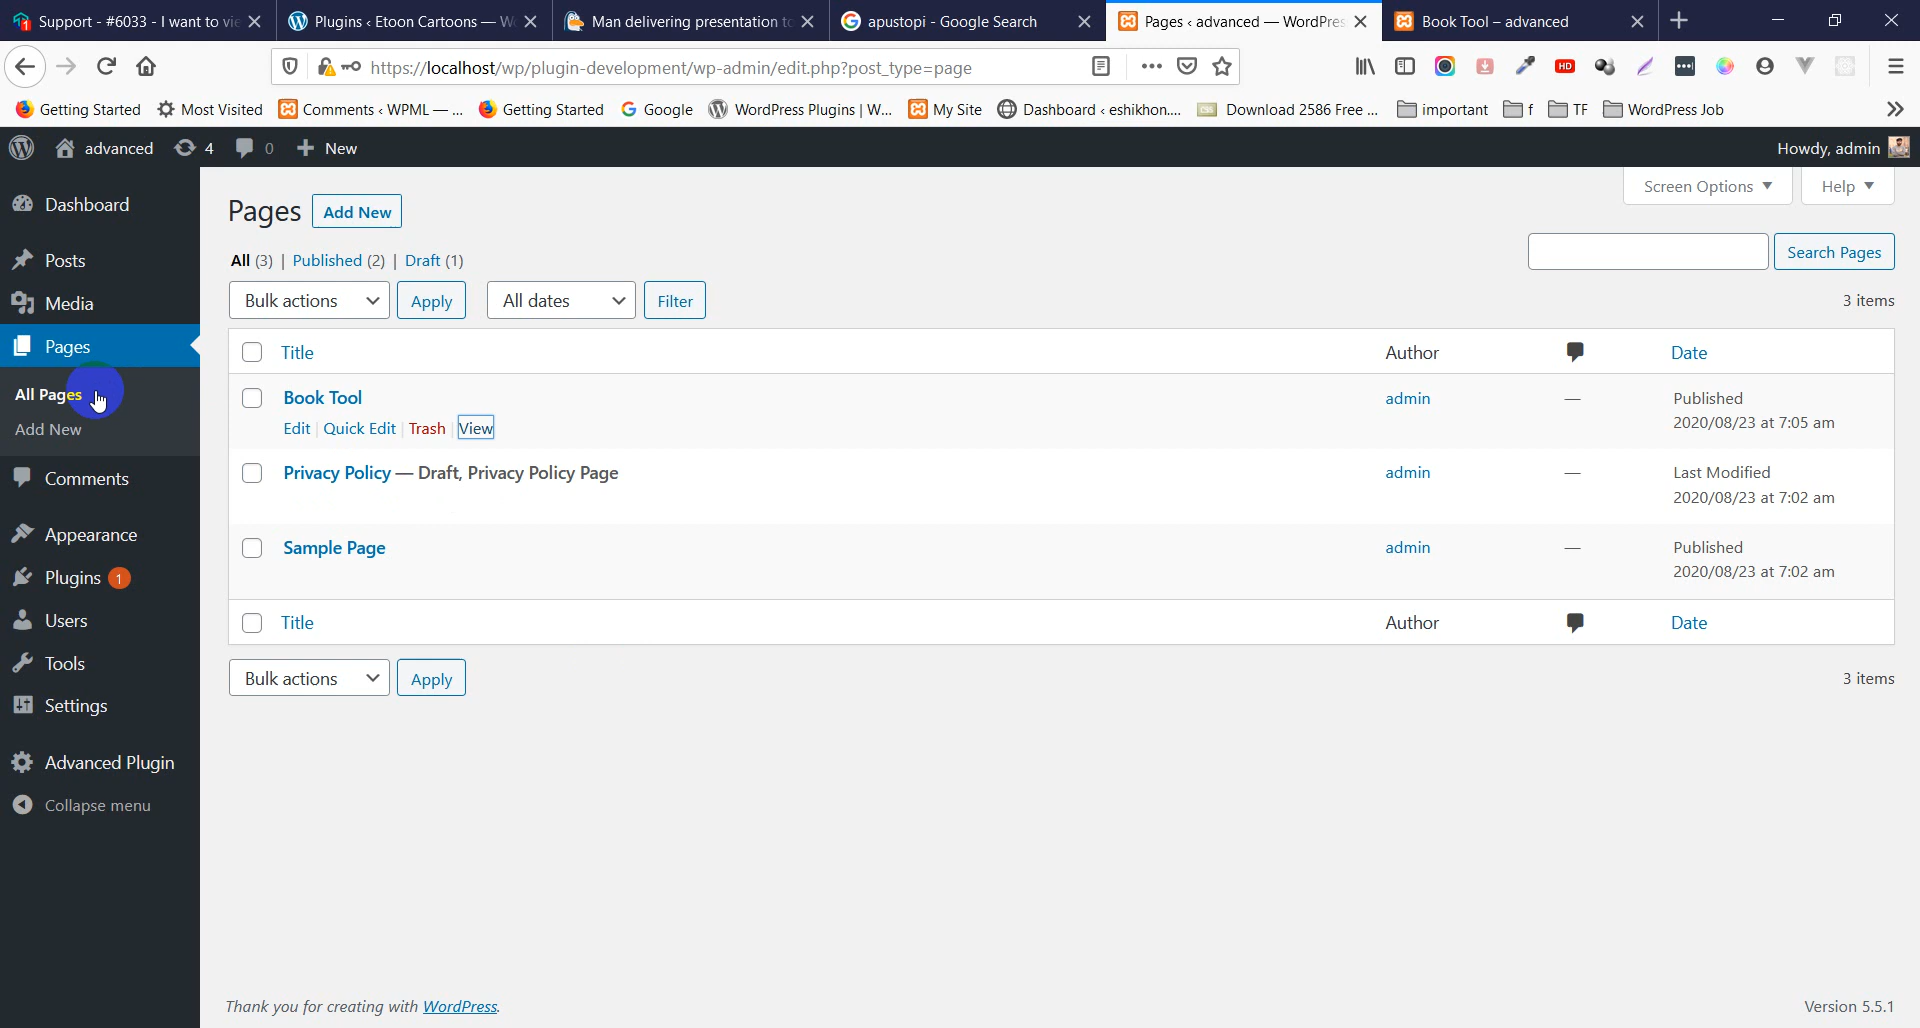 Support - #6033 - I want to vie
Plugins ‹ Etoon Cartoons — W
Man delivering presentation to
apustopi - Google Search
Pages ‹ advanced — WordPres
Book Tool – advanced
https://localhost/wp/plugin-development/wp-admin/edit.php?post_type=page
HD
Getting Started
Most Visited
Comments ‹ WPML — ...
Getting Started
Google
WordPress Plugins | W...
My Site
Dashboard ‹ eshikhon....
Download 2586 Free ...
important
f
TF
WordPress Job
advanced
4
0
New
Howdy, admin
Screen Options
Help
Dashboard
Posts
Media
Pages
All Pages
Add New
Comments
Appearance
Plugins 1
Users
Tools
Settings
Advanced Plugin
Collapse menu
Pages Add New
All (3) | Published (2) | Draft (1)
Search Pages
Bulk actions Apply All dates Filter
3 items
Title Author Date
Book Tool admin — Published
Edit | Quick Edit | Trash | View 2020/08/23 at 7:05 am
Privacy Policy — Draft, Privacy Policy Page admin — Last Modified
2020/08/23 at 7:02 am
Sample Page admin — Published
2020/08/23 at 7:02 am
Title Author Date
Bulk actions Apply
3 items
Thank you for creating with WordPress.
Version 5.5.1